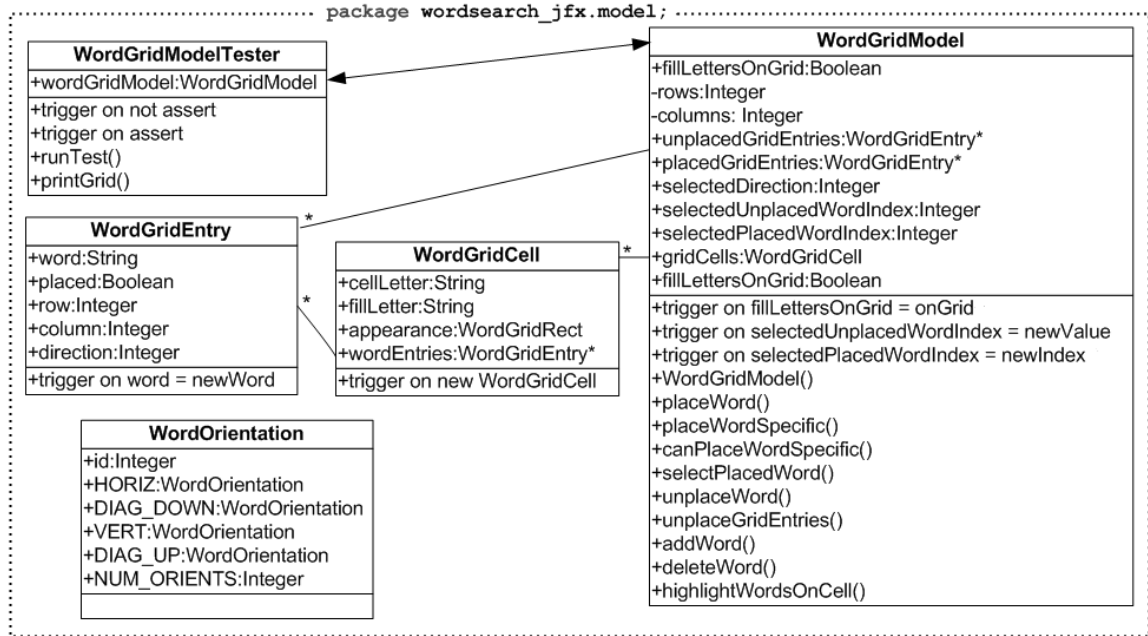 package wordsearch_jfx.model;
WordGridModelTester
+wordGridModel:WordGridModel
+trigger on not assert
+trigger on assert
+runTest()
+printGrid()
WordGridEntry
+word:String
+placed:Boolean
+row:Integer
+column:Integer
+direction:Integer
+trigger on word = newWord
*
*
WordGridCell
+cellLetter:String
+fillLetter:String
+appearance:WordGridRect
+wordEntries:WordGridEntry*
+trigger on new WordGridCell
*
WordOrientation
+id:Integer
+HORIZ:WordOrientation
+DIAG_DOWN:WordOrientation
+VERT:WordOrientation
+DIAG_UP:WordOrientation
+NUM_ORIENTS:Integer
WordGridModel
+fillLettersOnGrid:Boolean
-rows:Integer
-columns: Integer
+unplacedGridEntries:WordGridEntry*
+placedGridEntries:WordGridEntry*
+selectedDirection:Integer
+selectedUnplacedWordIndex:Integer
+selectedPlacedWordIndex:Integer
+gridCells:WordGridCell
+fillLettersOnGrid:Boolean
+trigger on fillLettersOnGrid = onGrid
+trigger on selectedUnplacedWordIndex = newValue
+trigger on selectedPlacedWordIndex = newIndex
+WordGridModel()
+placeWord()
+placeWordSpecific()
+canPlaceWordSpecific()
+selectPlacedWord()
+unplaceWord()
+unplaceGridEntries()
+addWord()
+deleteWord()
+highlightWordsOnCell()